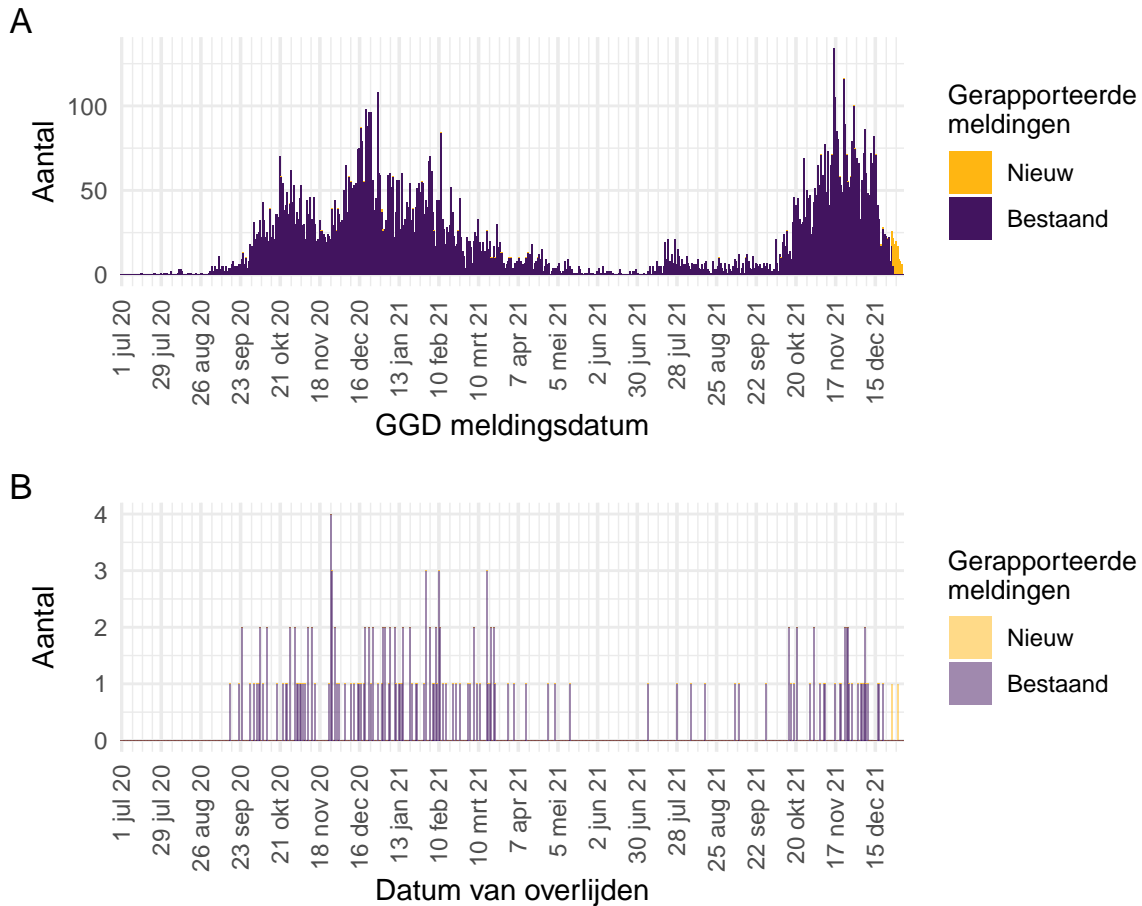 A
Aantal
100
50
0
1 jul 20
29 jul 20
26 aug 20
23 sep 20
21 okt 20
18 nov 20
16 dec 20
13 jan 21
10 feb 21
10 mrt 21
7 apr 21
5 mei 21
2 jun 21
30 jun 21
28 jul 21
25 aug 21
22 sep 21
20 okt 21
17 nov 21
15 dec 21
GGD meldingsdatum
Gerapporteerde
meldingen
Nieuw
Bestaand
B
Aantal
4
3
2
1
0
1 jul 20
29 jul 20
26 aug 20
23 sep 20
21 okt 20
18 nov 20
16 dec 20
13 jan 21
10 feb 21
10 mrt 21
7 apr 21
5 mei 21
2 jun 21
30 jun 21
28 jul 21
25 aug 21
22 sep 21
20 okt 21
17 nov 21
15 dec 21
Datum van overlijden
Gerapporteerde
meldingen
Nieuw
Bestaand